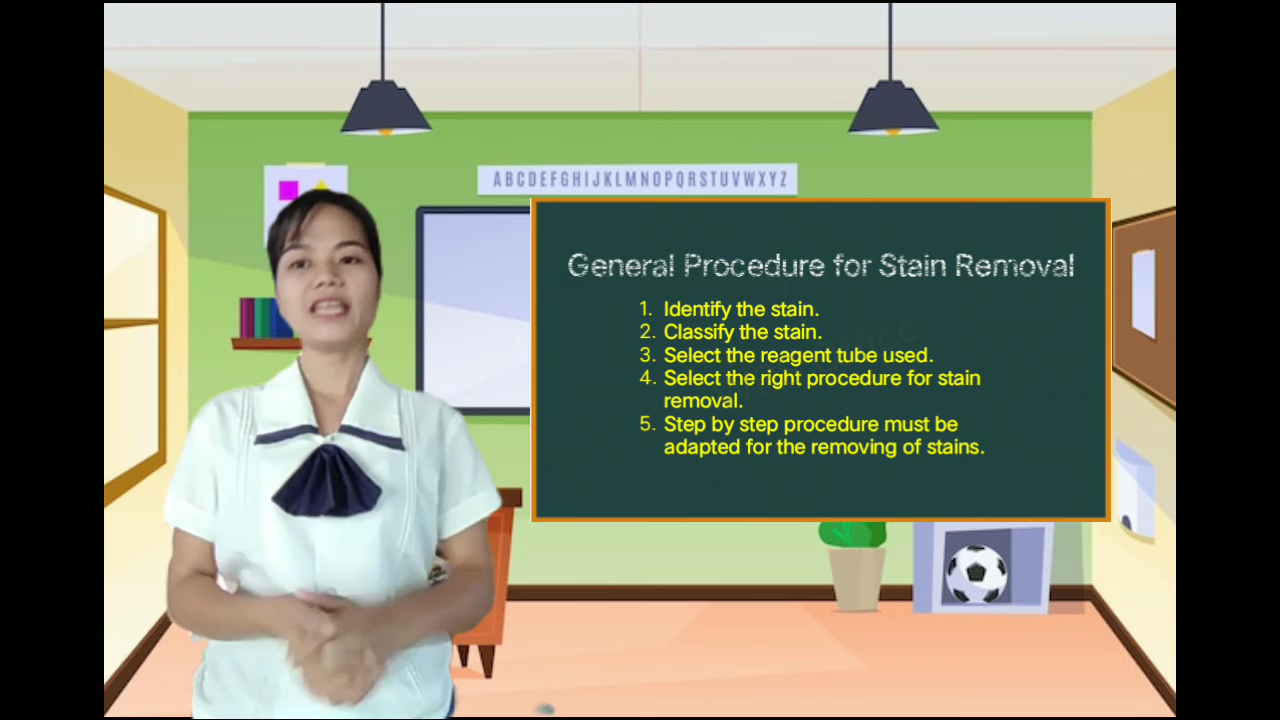 ABCDEFGHIJKLMNOPQRSTUVWXYZ
General Procedure for Stain Removal
1. Identify the stain.
2. Classify the stain.
3. Select the reagent tube used.
4. Select the right procedure for stain
removal.
5. Step by step procedure must be
adapted for the removing of stains.